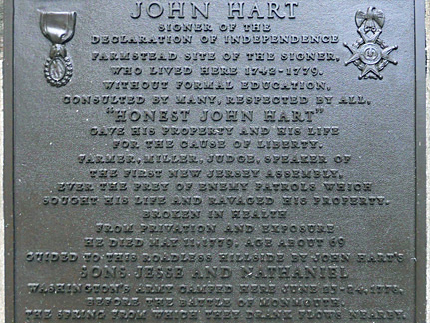 JOHN HART
SIGNER OF THE
DECLARATION OF INDEPENDENCE
FARMSTEAD SITE OF THE SIGNER,
WHO LIVED HERE 1742-1779.
WITHOUT FORMAL EDUCATION,
CONSULTED BY MANY, RESPECTED BY ALL,
"HONEST JOHN HART"
GAVE HIS PROPERTY AND HIS LIFE
FOR THE CAUSE OF LIBERTY.
FARMER, MILLER, JUDGE, SPEAKER OF
THE FIRST NEW JERSEY ASSEMBLY,
EVER THE PREY OF ENEMY PATROLS WHICH
SOUGHT HIS LIFE AND RAVAGED HIS PROPERTY.
BROKEN IN HEALTH
FROM PRIVATION AND EXPOSURE
HE DIED MAY 11, 1779. AGE ABOUT 69
GUIDED TO THIS ROADLESS HILLSIDE BY JOHN HART'S
SONS, JESSE AND NATHANIEL
WASHINGTON'S ARMY CAMPED HERE JUNE 1778,
BEFORE THE BATTLE OF MONMOUTH.
THE SPRING FROM WHICH THEY DRANK FLOWS NEARBY.